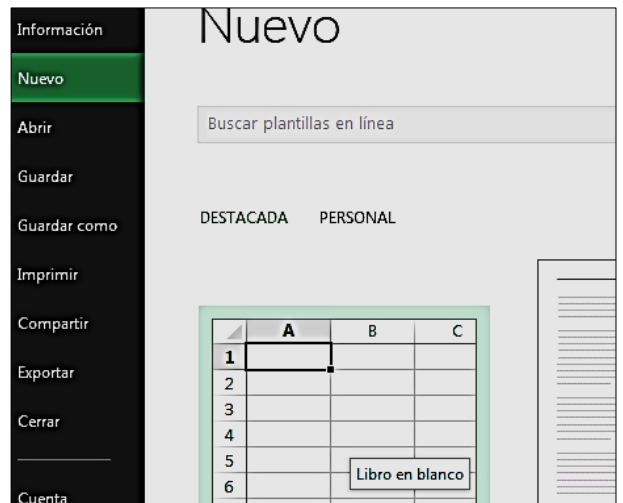 Información
Nuevo
Abrir
Guardar
Guardar como
Imprimir
Compartir
Exportar
Cerrar
Cuenta
Nuevo
Buscar plantillas en línea
DESTACADA PERSONAL
A B C
1
2
3
4
5
6
Libro en blanco